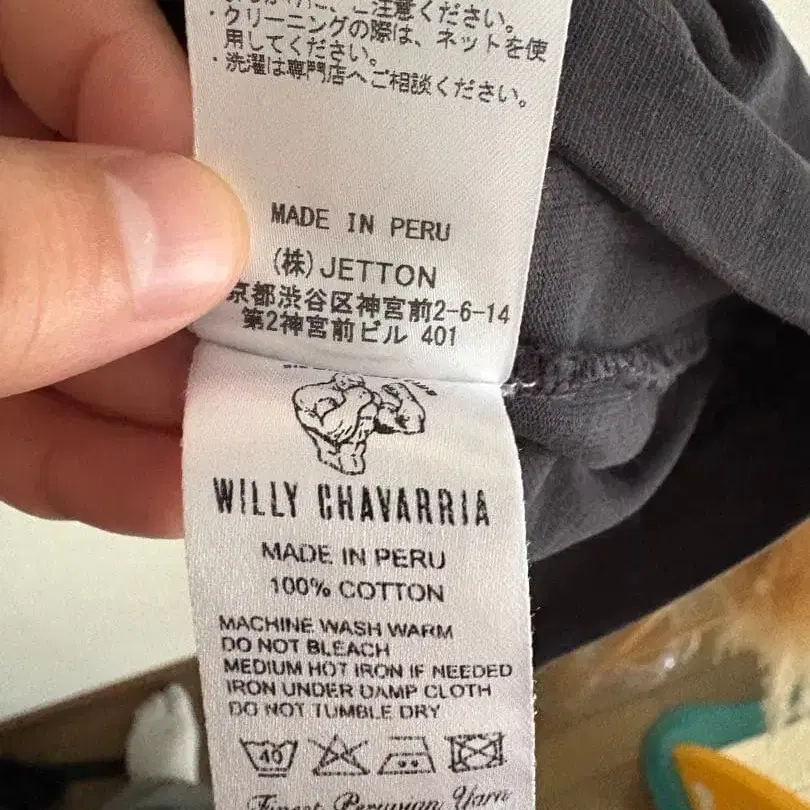 ご注意ください。
・クリーニングの際は、ネットを使
用してください。
・洗濯は専門店へご相談ください。
MADE IN PERU
(株)JETTON
京都渋谷区神宮前2-6-14
第2神宮前ビル 401
WILLY CHAVARRIA
MADE IN PERU
100% COTTON
MACHINE WASH WARM
DO NOT BLEACH
MEDIUM HOT IRON IF NEEDED
IRON UNDER DAMP CLOTH
DO NOT TUMBLE DRY
40
Finest Peruvian Yarn